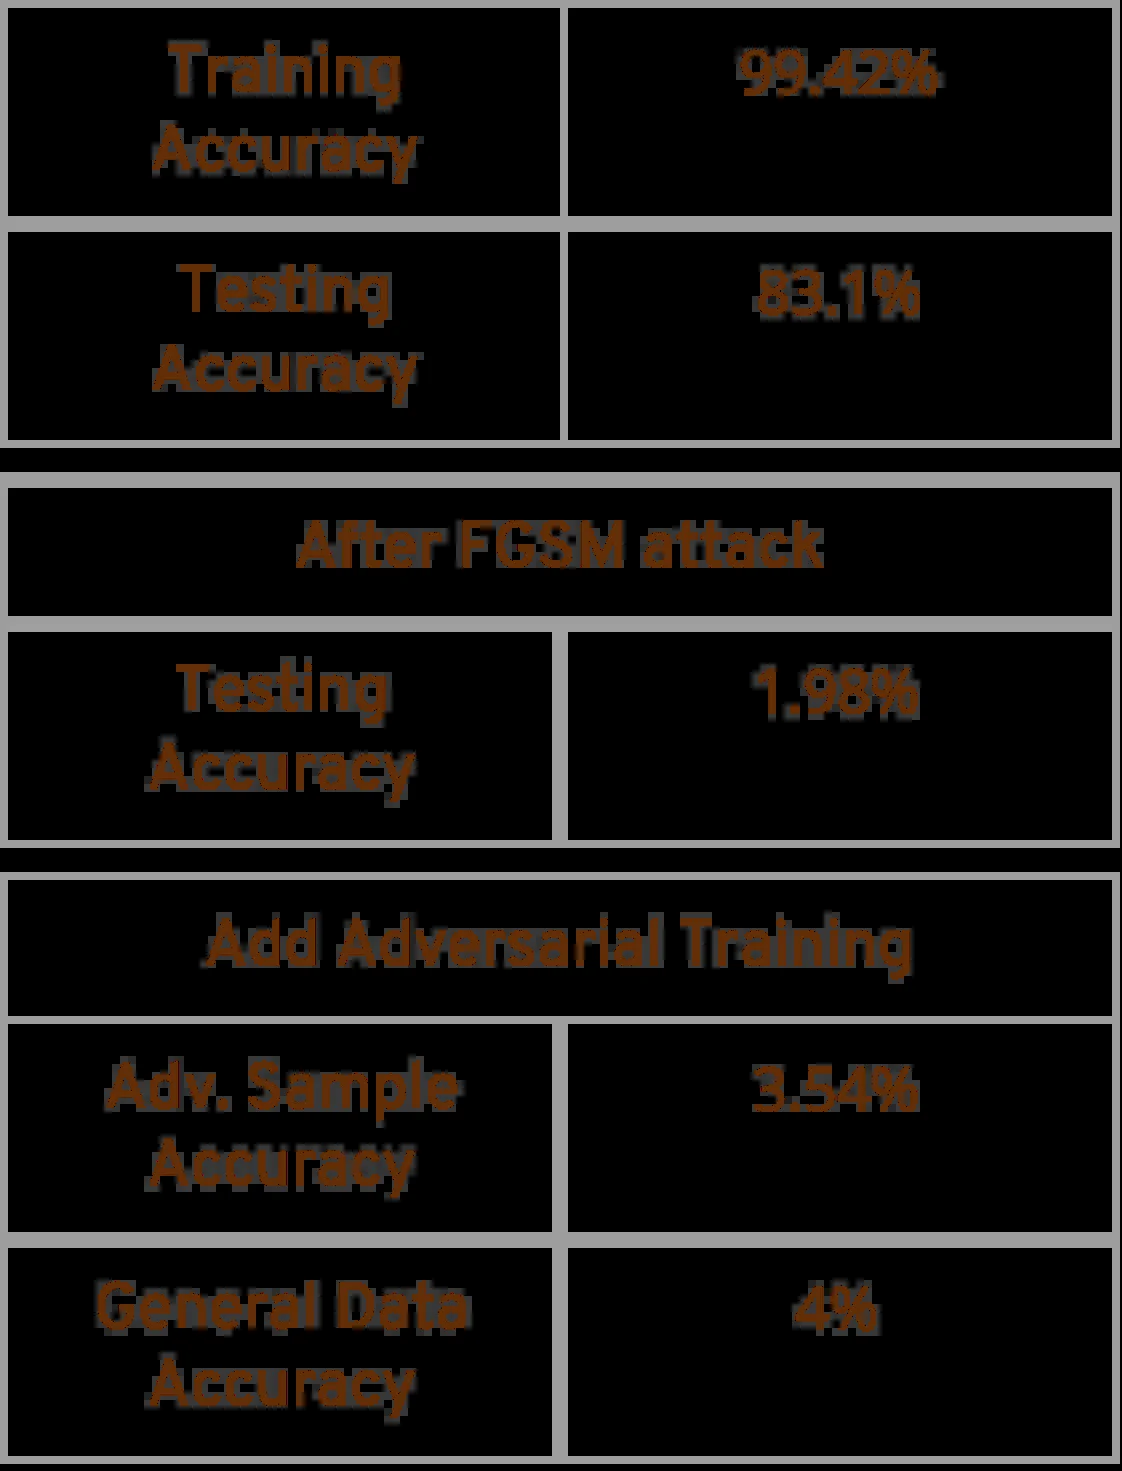 Training 99.42%
Accuracy
Testing 83.1%
Accuracy
After FGSM attack
Testing 1.98%
Accuracy
Add Adversarial Training
Adv. Sample 3.54%
Accuracy
General Data 4%
Accuracy